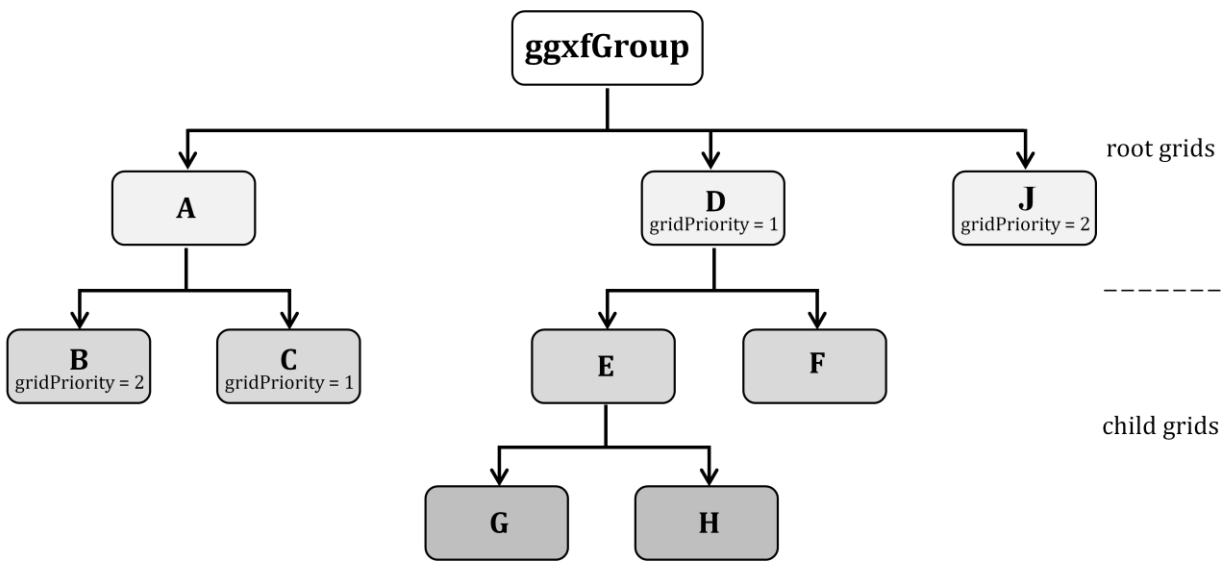 ggxfGroup
root grids
A
D
gridPriority = 1
J
gridPriority = 2
B
gridPriority = 2
C
gridPriority = 1
E
F
child grids
G
H